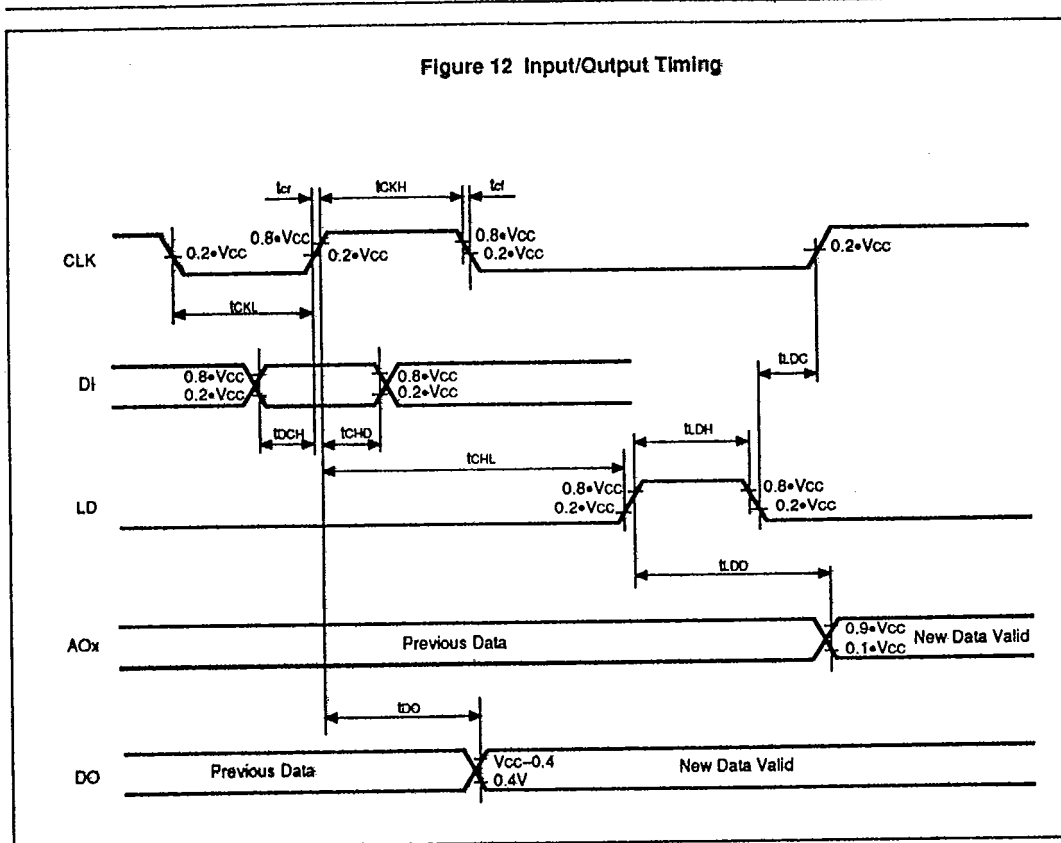 Figure 12 Input/Output Timing
tcr
tCKH
tcf
CLK
0.2•Vcc
0.8•Vcc
0.2•Vcc
0.8•Vcc
0.2•Vcc
0.2•Vcc
tCKL
DI
0.8•Vcc
0.2•Vcc
0.8•Vcc
0.2•Vcc
tLDC
tDCH
tCHD
tLDH
tCHL
LD
0.8•Vcc
0.2•Vcc
0.8•Vcc
0.2•Vcc
tLDD
AOx
Previous Data
0.9•Vcc
0.1•Vcc
New Data Valid
tDO
DO
Previous Data
Vcc–0.4
0.4V
New Data Valid